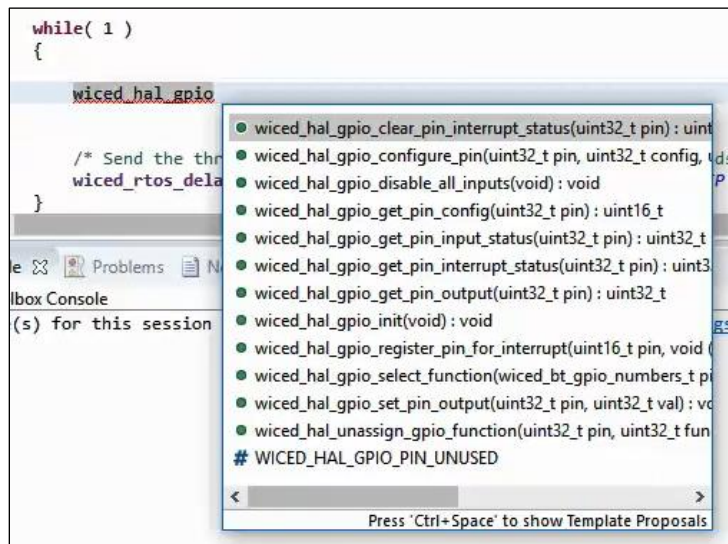 while( 1 )
{
wiced_hal_gpio
wiced_hal_gpio_clear_pin_interrupt_status(uint32_t pin) : uint
wiced_hal_gpio_configure_pin(uint32_t pin, uint32_t config, u
/* Send the thr
wiced_hal_gpio_disable_all_inputs(void) : void
wiced_rtos_dela
wiced_hal_gpio_get_pin_config(uint32_t pin) : uint16_t
}
wiced_hal_gpio_get_pin_input_status(uint32_t pin) : uint32_t
wiced_hal_gpio_get_pin_interrupt_status(uint32_t pin) : uint3
wiced_hal_gpio_get_pin_output(uint32_t pin) : uint32_t
wiced_hal_gpio_init(void) : void
wiced_hal_gpio_register_pin_for_interrupt(uint16_t pin, void (
wiced_hal_gpio_select_function(wiced_bt_gpio_numbers_t pi
wiced_hal_gpio_set_pin_output(uint32_t pin, uint32_t val) : vo
wiced_hal_unassign_gpio_function(uint32_t pin, uint32_t fun
# WICED_HAL_GPIO_PIN_UNUSED
Press 'Ctrl+Space' to show Template Proposals
le Problems N
lbox Console
(s) for this session